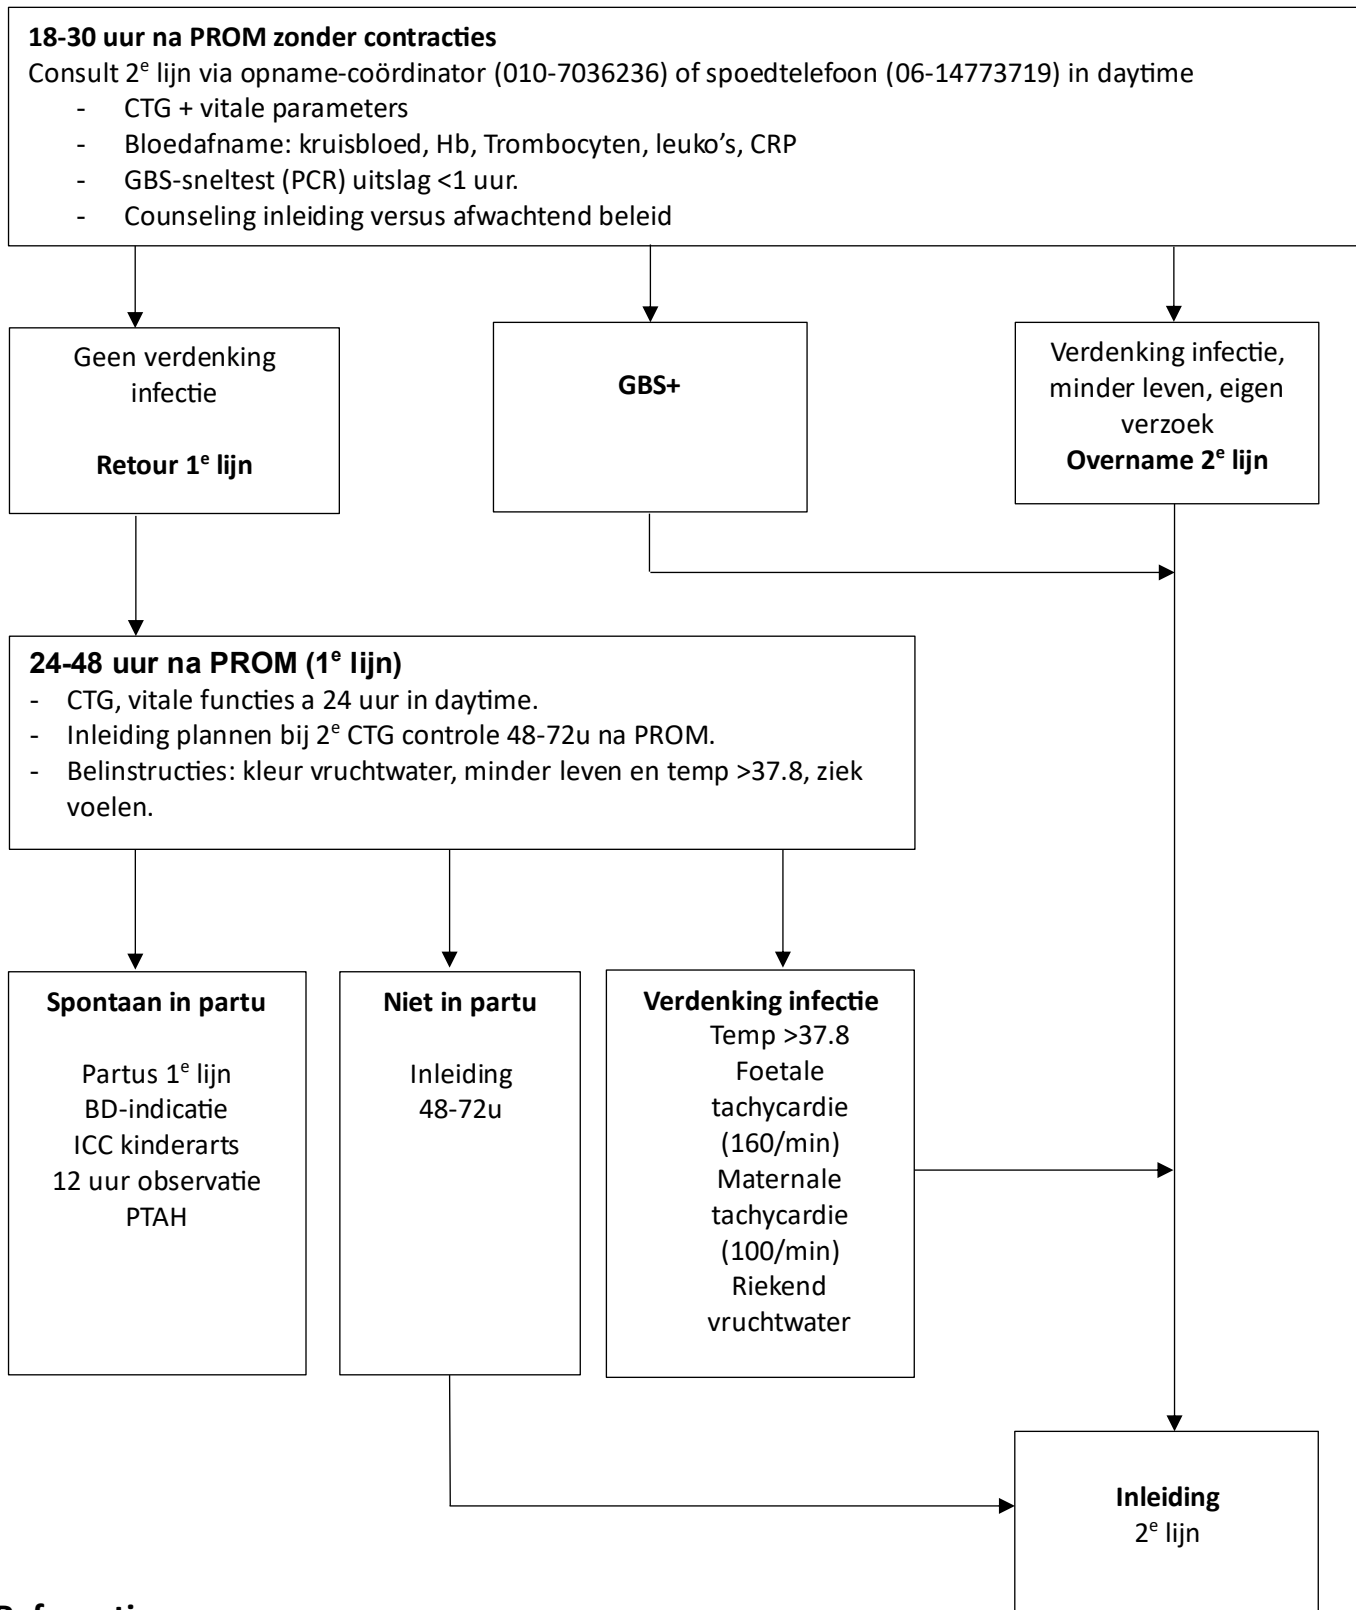 18-30 uur na PROM zonder contracties
Consult 2e lijn via opname-coördinator (010-7036236) of spoedtelefoon (06-14773719) in daytime
- CTG + vitale parameters
- Bloedafname: kruisbloed, Hb, Trombocyten, leuko’s, CRP
- GBS-sneltest (PCR) uitslag <1 uur.
- Counseling inleiding versus afwachtend beleid
Geen verdenking
infectie
Retour 1e lijn
GBS+
Verdenking infectie,
minder leven, eigen
verzoek
Overname 2e lijn
24-48 uur na PROM (1e lijn)
- CTG, vitale functies a 24 uur in daytime.
- Inleiding plannen bij 2e CTG controle 48-72u na PROM.
- Belinstructies: kleur vruchtwater, minder leven en temp >37.8, ziek
voelen.
Spontaan in partu
Partus 1e lijn
BD-indicatie
ICC kinderarts
12 uur observatie
PTAH
Niet in partu
Inleiding
48-72u
Verdenking infectie
Temp >37.8
Foetale
tachycardie
(160/min)
Maternale
tachycardie
(100/min)
Riekend
vruchtwater
Inleiding
2e lijn